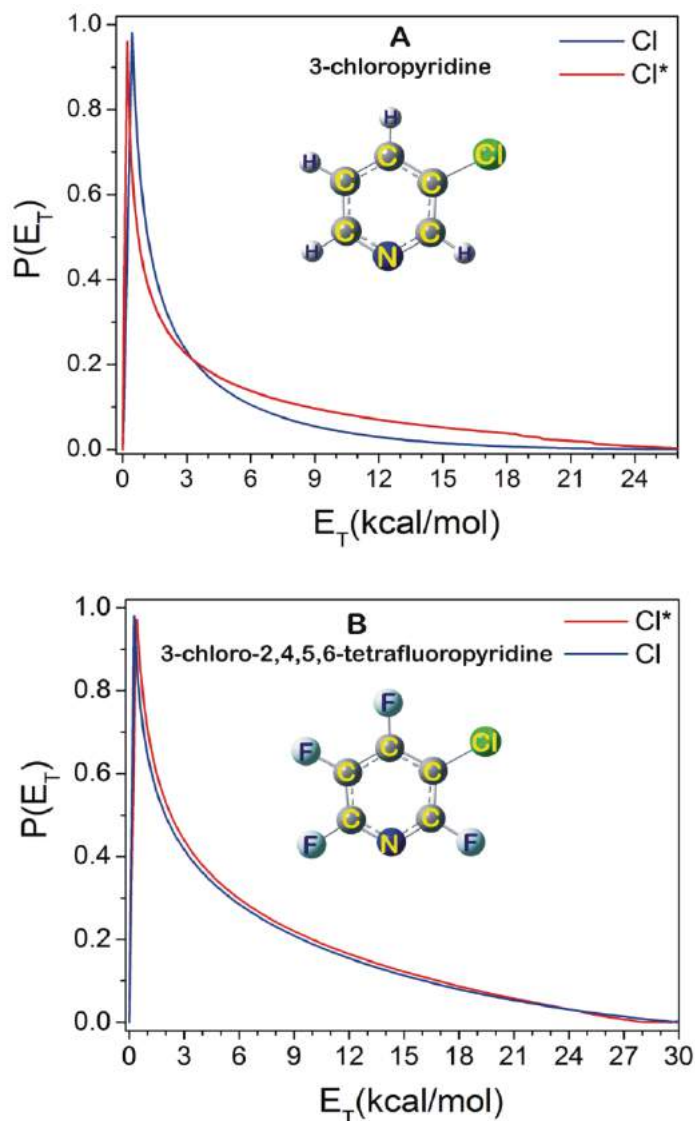 A
3-chloropyridine
Cl
Cl*
H
H
C
Cl
C
C
C
C
H
N
H
P(E_T)
1.0
0.8
0.6
0.4
0.2
0.0
0 3 6 9 12 15 18 21 24
E_T(kcal/mol)
B
3-chloro-2,4,5,6-tetrafluoropyridine
Cl*
Cl
F
Cl
F
C
C
C
C
C
F
N
F
P(E_T)
1.0
0.8
0.6
0.4
0.2
0.0
0 3 6 9 12 15 18 21 24 27 30
E_T(kcal/mol)